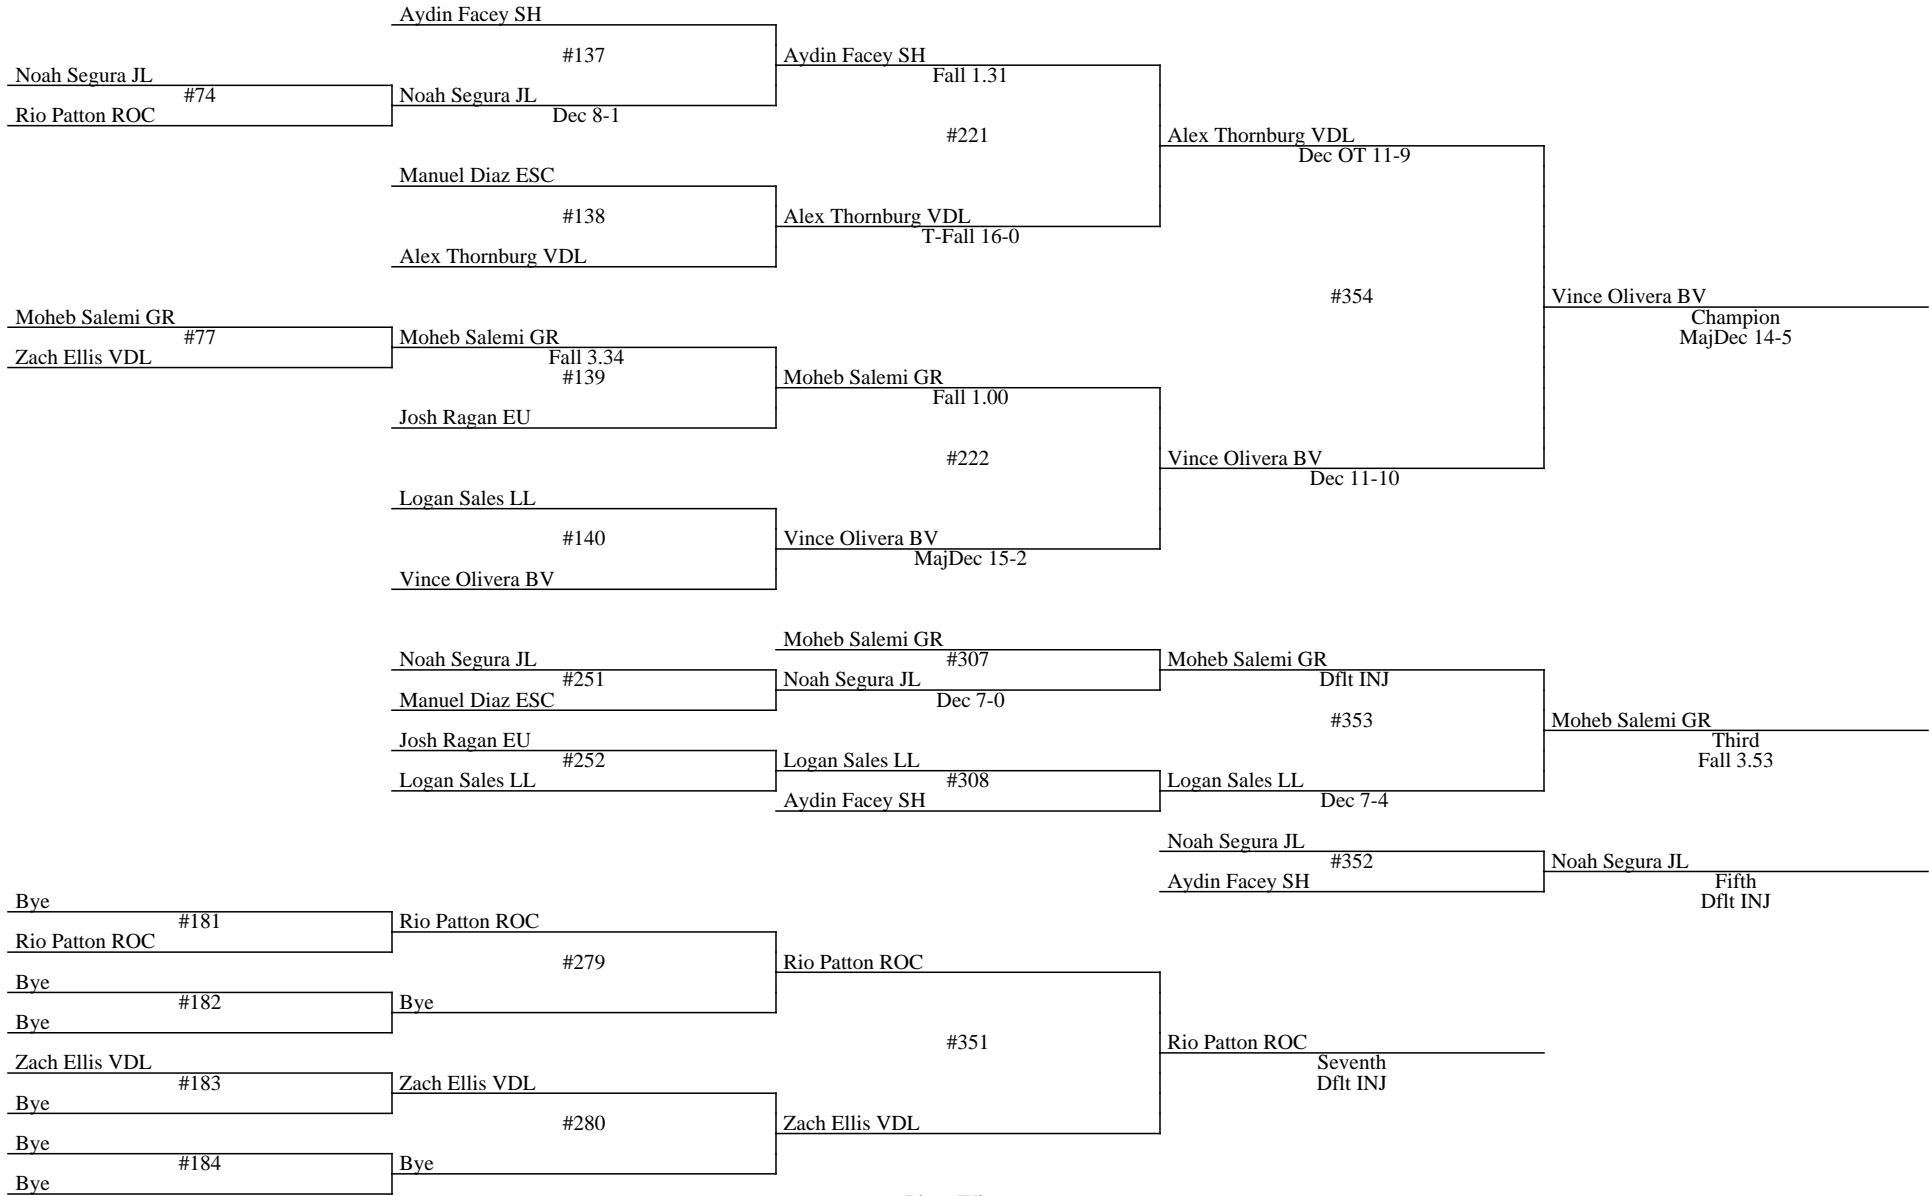 Aydin Facey SH
#137
Noah Segura JL
#74
Rio Patton ROC
Noah Segura JL
Dec 8-1
Aydin Facey SH
Fall 1.31
#221
Manuel Diaz ESC
#138
Alex Thornburg VDL
Alex Thornburg VDL
T-Fall 16-0
Alex Thornburg VDL
Dec OT 11-9
#354
Moheb Salemi GR
#77
Zach Ellis VDL
Moheb Salemi GR
Fall 3.34
#139
Josh Ragan EU
Moheb Salemi GR
Fall 1.00
#222
Logan Sales LL
#140
Vince Olivera BV
Vince Olivera BV
MajDec 15-2
Vince Olivera BV
Dec 11-10
Vince Olivera BV
Champion
MajDec 14-5
Noah Segura JL
#251
Manuel Diaz ESC
Moheb Salemi GR
#307
Noah Segura JL
Dec 7-0
Moheb Salemi GR
Dflt INJ
#353
Josh Ragan EU
#252
Logan Sales LL
Logan Sales LL
#308
Aydin Facey SH
Logan Sales LL
Dec 7-4
Moheb Salemi GR
Third
Fall 3.53
Noah Segura JL
#352
Aydin Facey SH
Noah Segura JL
Fifth
Dflt INJ
Bye
#181
Rio Patton ROC
Rio Patton ROC
#279
Bye
#182
Bye
Bye
Rio Patton ROC
#351
Zach Ellis VDL
#183
Bye
Zach Ellis VDL
#280
Bye
#184
Bye
Bye
Zach Ellis VDL
Rio Patton ROC
Seventh
Dflt INJ